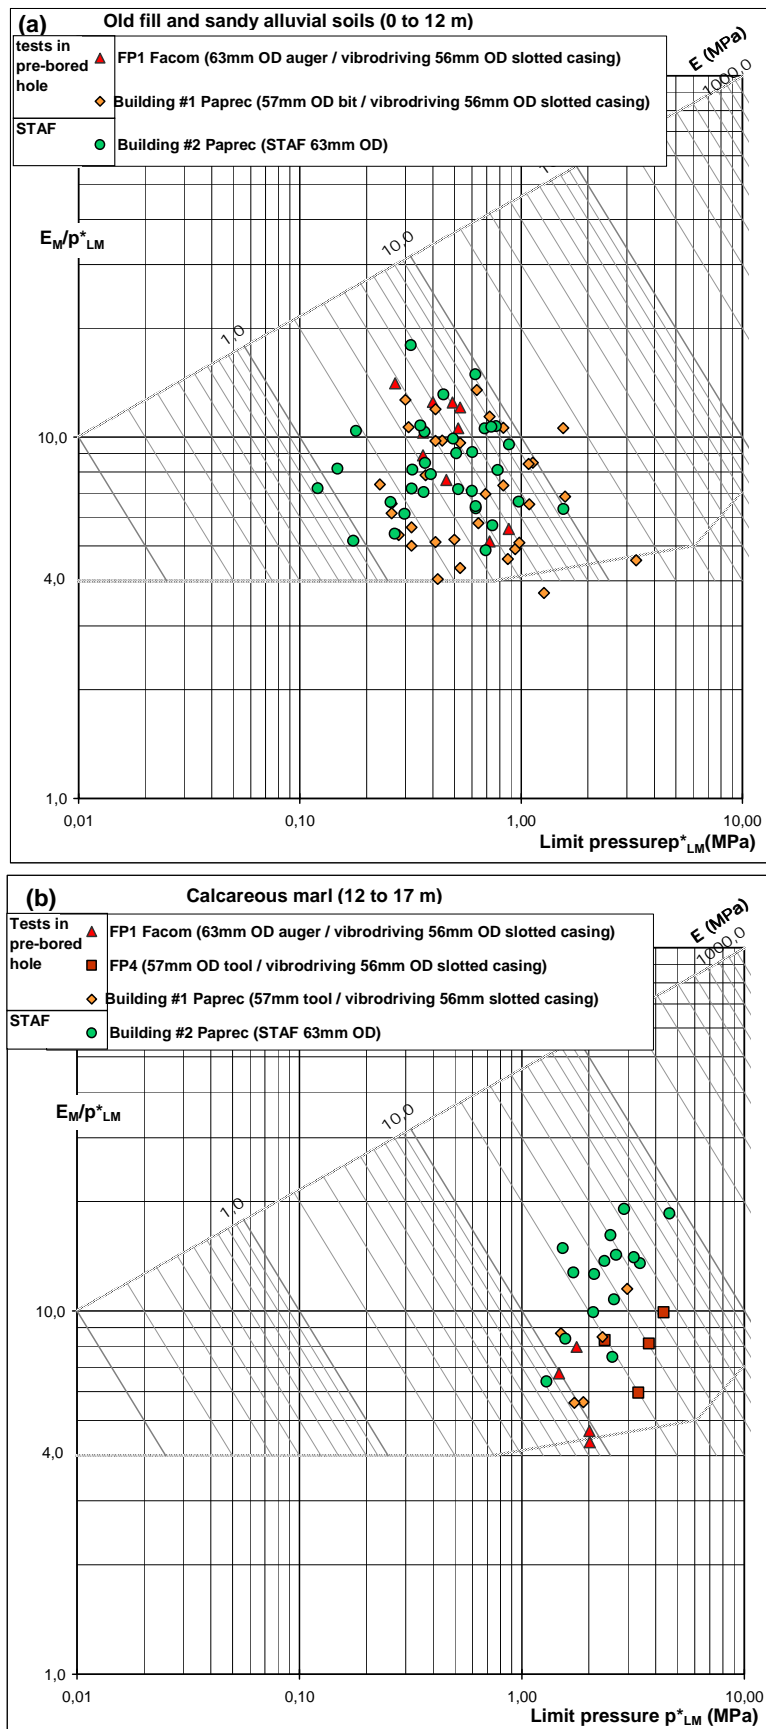 (a)
Old fill and sandy alluvial soils (0 to 12 m)
tests in
pre-bored
hole
FP1 Facom (63mm OD auger / vibrodriving 56mm OD slotted casing)
Building #1 Paprec (57mm OD bit / vibrodriving 56mm OD slotted casing)
STAF
Building #2 Paprec (STAF 63mm OD)
E (MPa)
1000,0
10,0
1,0
EM/p*LM
10,0
4,0
1,0
0,01
0,10
1,00
10,00
Limit pressurep*LM(MPa)
(b)
Calcareous marl (12 to 17 m)
Tests in
pre-bored
hole
FP1 Facom (63mm OD auger / vibrodriving 56mm OD slotted casing)
FP4 (57mm OD tool / vibrodriving 56mm OD slotted casing)
Building #1 Paprec (57mm tool / vibrodriving 56mm slotted casing)
STAF
Building #2 Paprec (STAF 63mm OD)
E (MPa)
1000,0
10,0
1,0
EM/p*LM
10,0
4,0
1,0
0,01
0,10
1,00
10,00
Limit pressure p*LM (MPa)